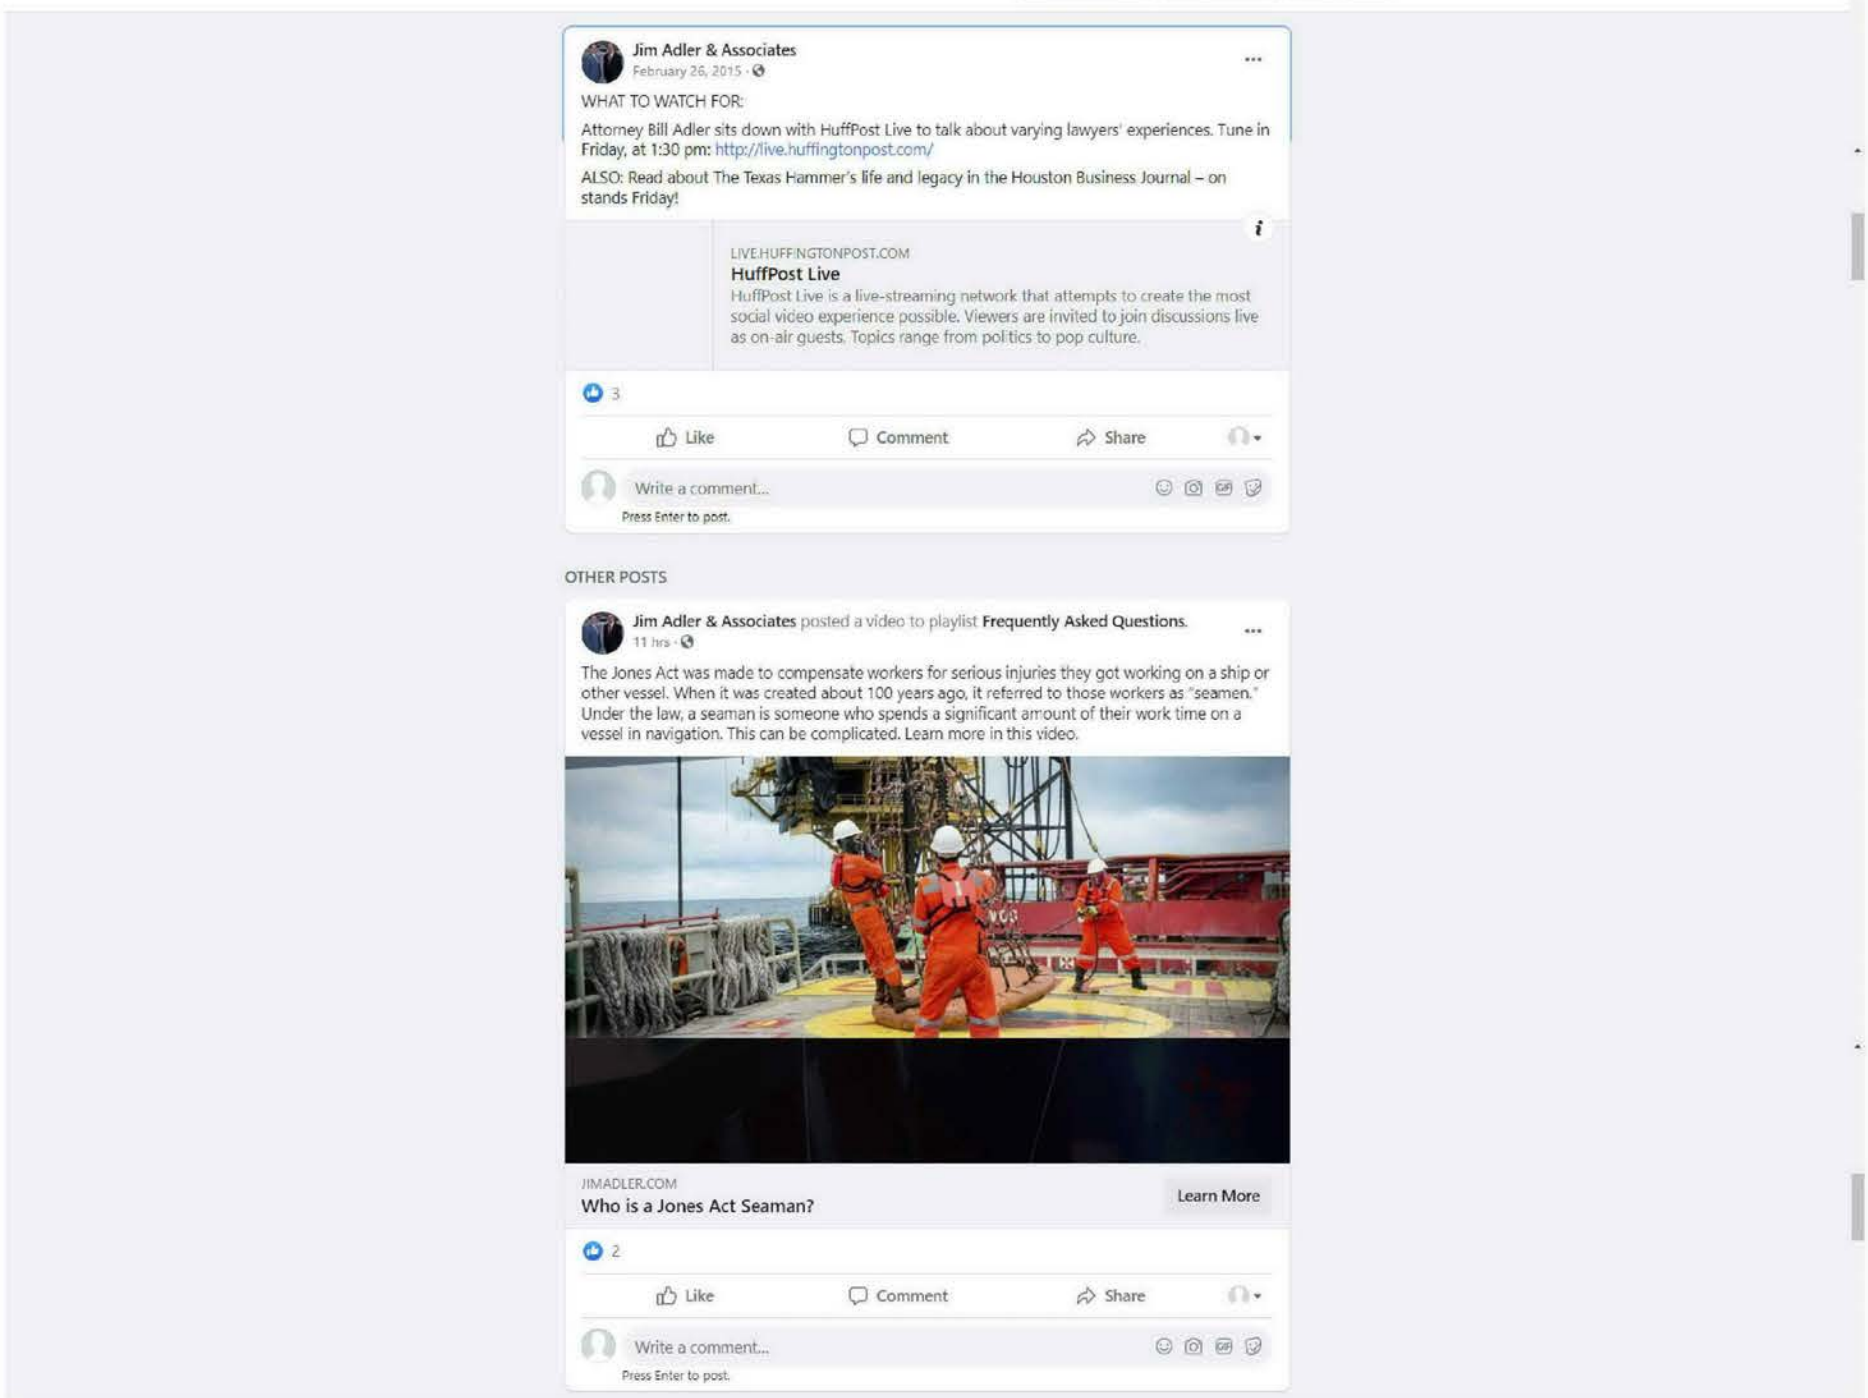 Jim Adler & Associates
February 26, 2015 ·
WHAT TO WATCH FOR:
Attorney Bill Adler sits down with HuffPost Live to talk about varying lawyers' experiences. Tune in
Friday, at 1:30 pm: http://live.huffingtonpost.com/
ALSO: Read about The Texas Hammer's life and legacy in the Houston Business Journal – on
stands Friday!
i
LIVE.HUFFINGTONPOST.COM
HuffPost Live
HuffPost Live is a live-streaming network that attempts to create the most
social video experience possible. Viewers are invited to join discussions live
as on-air guests. Topics range from politics to pop culture.
3
Like Comment Share
Write a comment... GIF
Press Enter to post.
OTHER POSTS
Jim Adler & Associates posted a video to playlist Frequently Asked Questions.
11 hrs ·
The Jones Act was made to compensate workers for serious injuries they got working on a ship or
other vessel. When it was created about 100 years ago, it referred to those workers as "seamen."
Under the law, a seaman is someone who spends a significant amount of their work time on a
vessel in navigation. This can be complicated. Learn more in this video.
JIMADLER.COM
Who is a Jones Act Seaman?
Learn More
2
Like Comment Share
Write a comment... GIF
Press Enter to post.